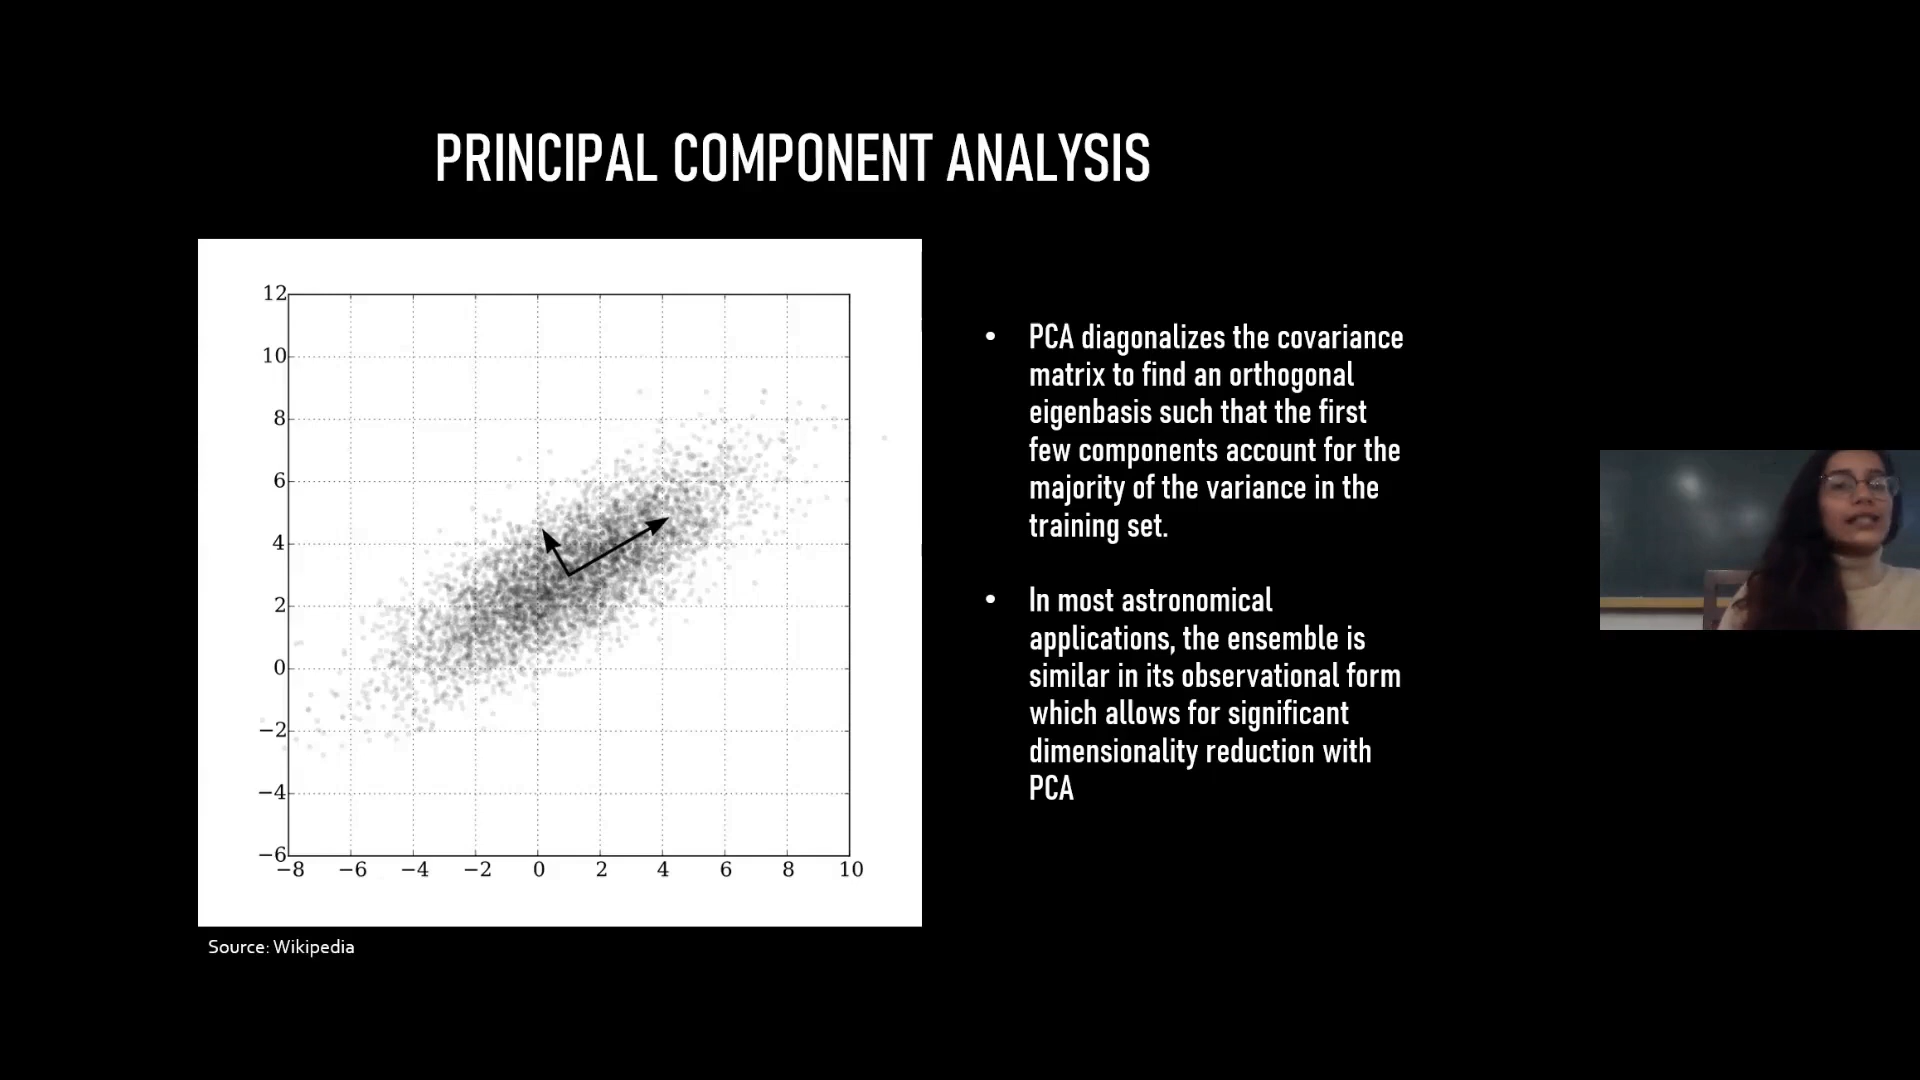 PRINCIPAL COMPONENT ANALYSIS
12
10
8
6
4
2
0
−2
−4
−6
−8 −6 −4 −2 0 2 4 6 8 10
Source: Wikipedia
• PCA diagonalizes the covariance
matrix to find an orthogonal
eigenbasis such that the first
few components account for the
majority of the variance in the
training set.
• In most astronomical
applications, the ensemble is
similar in its observational form
which allows for significant
dimensionality reduction with
PCA